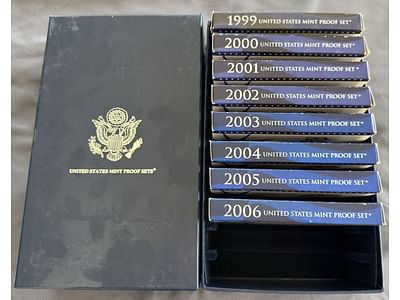 UNITED STATES MINT PROOF SETS®
1999 UNITED STATES MINT PROOF SET®
2000 UNITED STATES MINT PROOF SET®
2001 UNITED STATES MINT PROOF SET®
2002 UNITED STATES MINT PROOF SET®
2003 UNITED STATES MINT PROOF SET®
2004 UNITED STATES MINT PROOF SET®
2005 UNITED STATES MINT PROOF SET®
2006 UNITED STATES MINT PROOF SET®